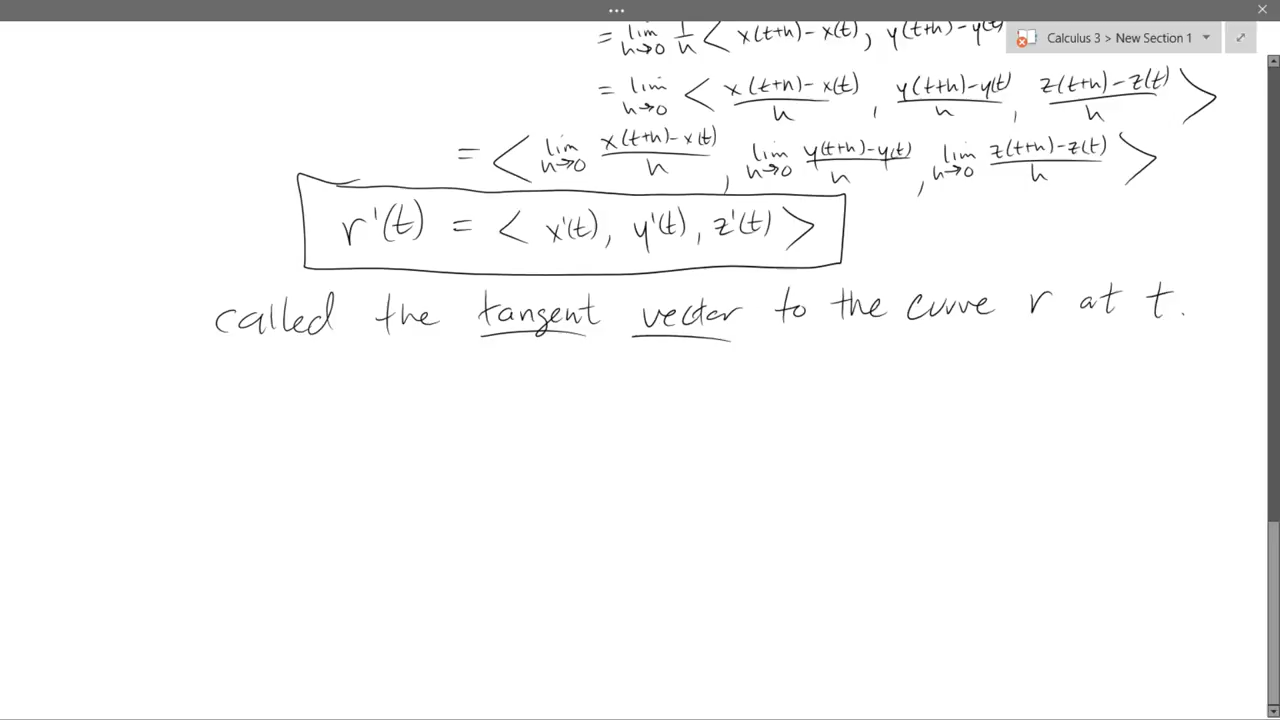 = lim h→0 1/h < x(t+h)-x(t), y(t+h)-y(t)
Calculus 3 > New Section 1
= lim h→0 < x(t+h)-x(t)/h , y(t+h)-y(t)/h , z(t+h)-z(t)/h >
= < lim h→0 x(t+h)-x(t)/h , lim h→0 y(t+h)-y(t)/h , lim h→0 z(t+h)-z(t)/h >
r'(t) = < x'(t), y'(t), z'(t) >
called the tangent vector to the curve r at t.